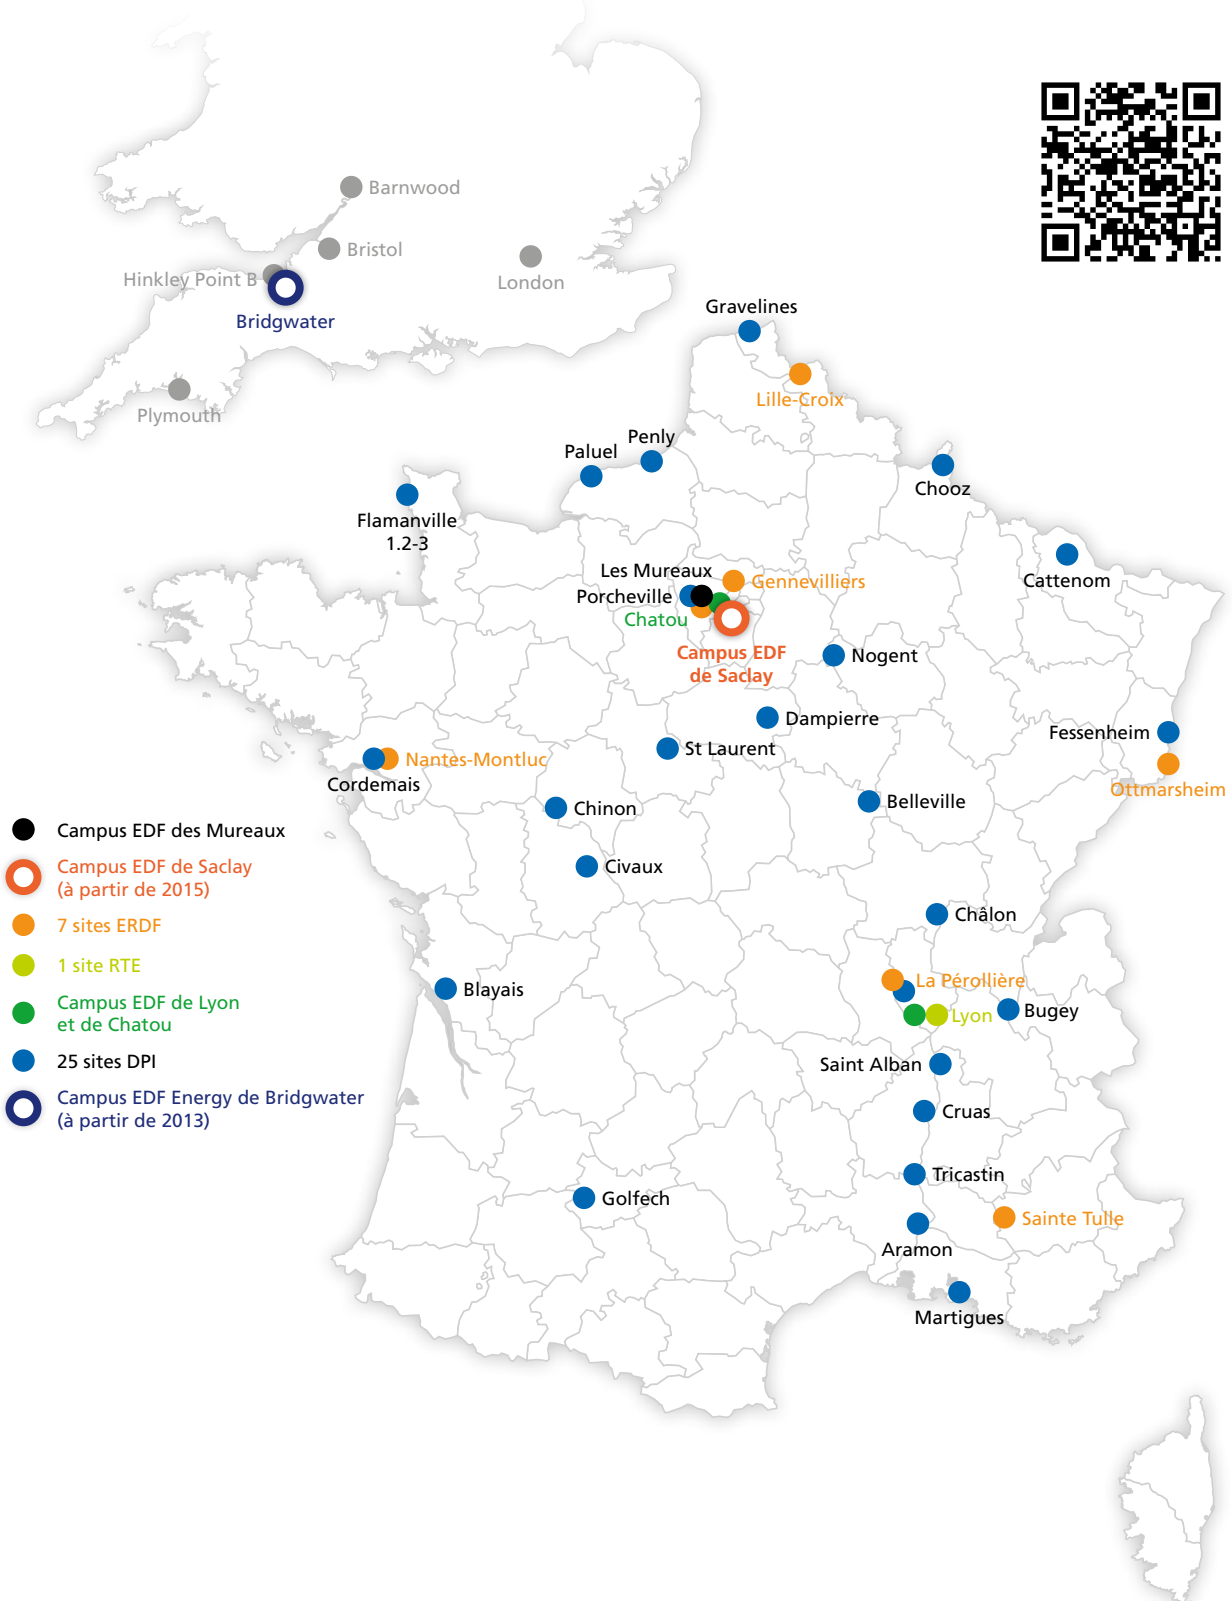 Barnwood
Bristol
Hinkley Point B
London
Bridgwater
Plymouth
Gravelines
Lille-Croix
Penly
Paluel
Chooz
Flamanville
1.2-3
Cattenom
Les Mureaux
Gennevilliers
Porcheville
Chatou
Campus EDF
de Saclay
Nogent
Dampierre
Fessenheim
St Laurent
Nantes-Montluc
Cordemais
Ottmarsheim
Belleville
Chinon
Civaux
Châlon
La Pérollière
Blayais
Bugey
Lyon
Saint Alban
Cruas
Tricastin
Golfech
Sainte Tulle
Aramon
Martigues
Campus EDF des Mureaux
Campus EDF de Saclay
(à partir de 2015)
7 sites ERDF
1 site RTE
Campus EDF de Lyon
et de Chatou
25 sites DPI
Campus EDF Energy de Bridgwater
(à partir de 2013)